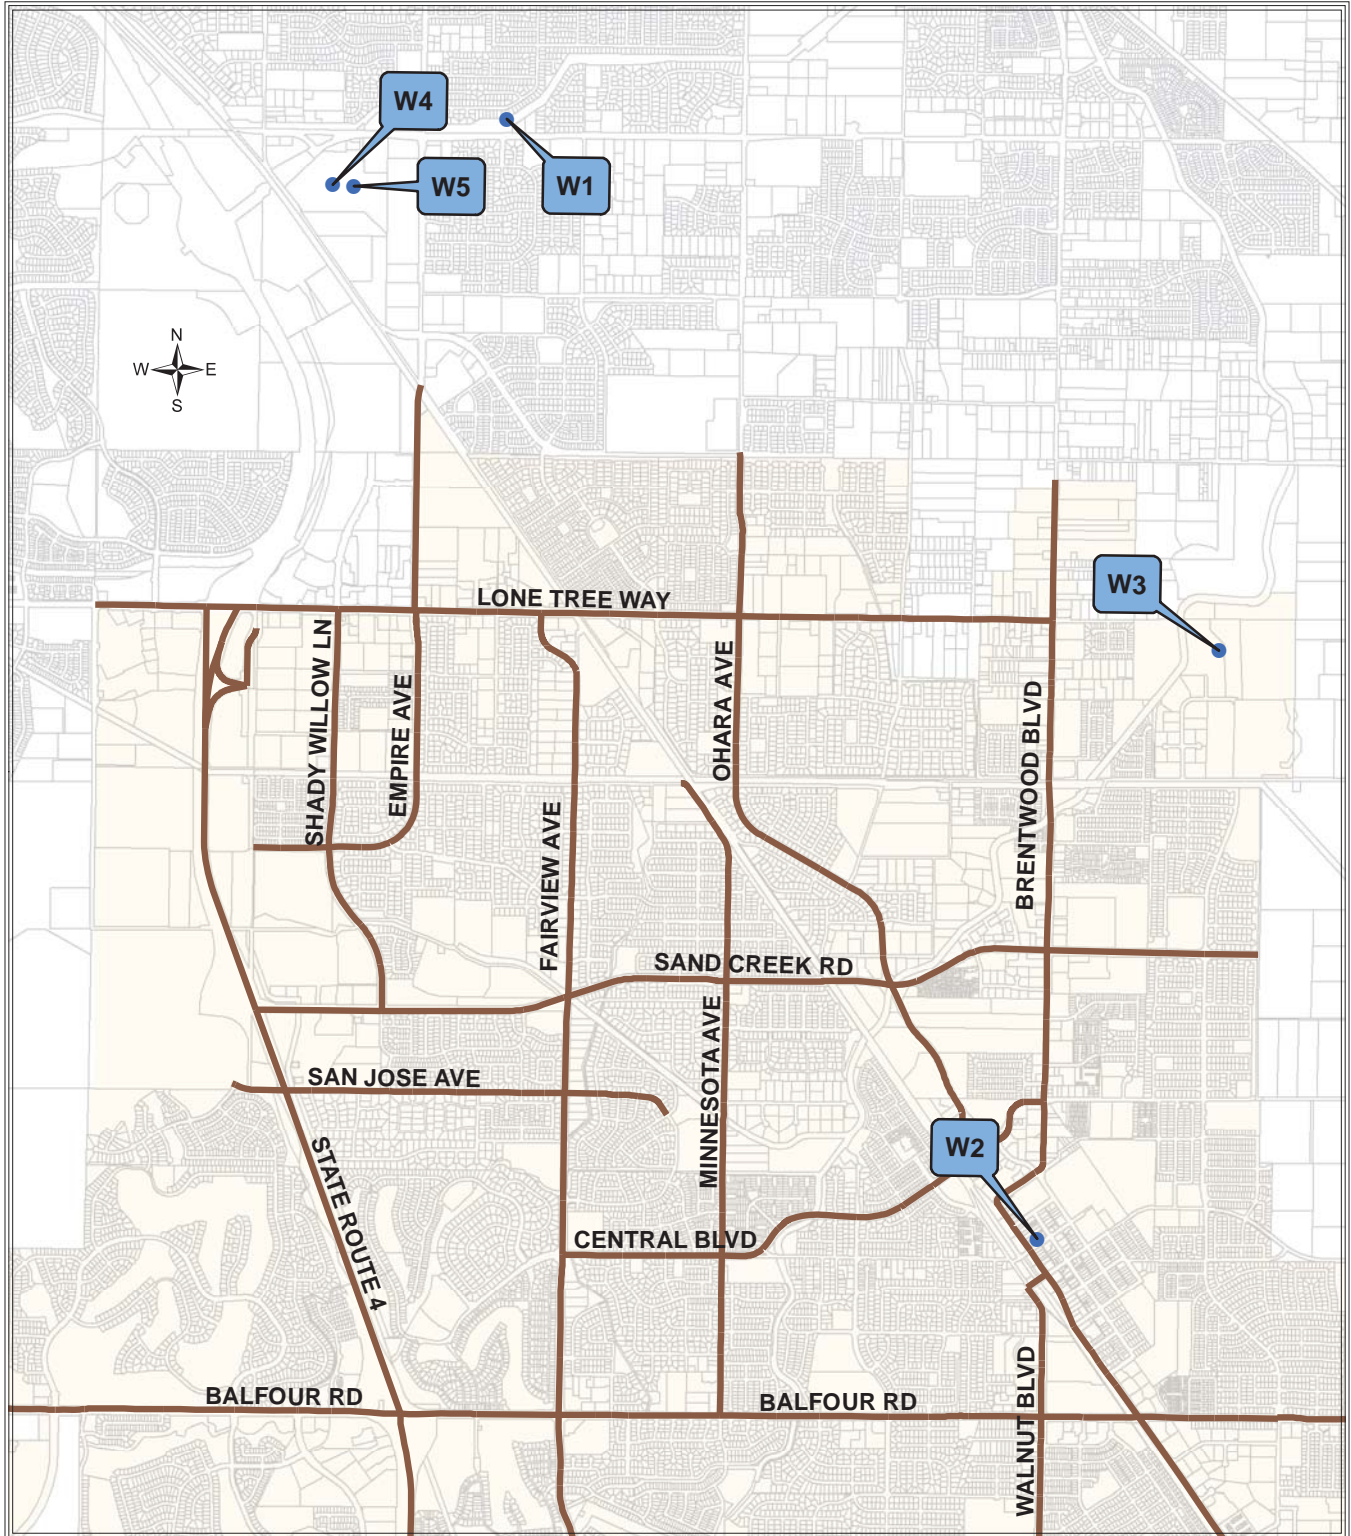 W4
W1
W5
N
W E
S
W3
LONE TREE WAY
SHADY WILLOW LN
EMPIRE AVE
OHARA AVE
BRENTWOOD BLVD
FAIRVIEW AVE
SAND CREEK RD
MINNESOTA AVE
SAN JOSE AVE
W2
STATE ROUTE 4
CENTRAL BLVD
BALFOUR RD
BALFOUR RD
WALNUT BLVD